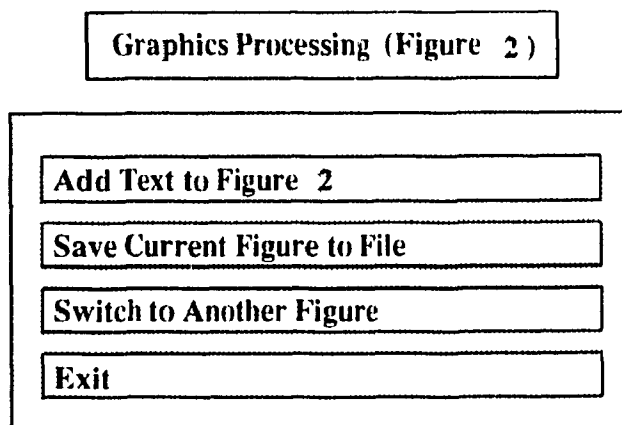 Graphics Processing (Figure 2)
Add Text to Figure 2
Save Current Figure to File
Switch to Another Figure
Exit